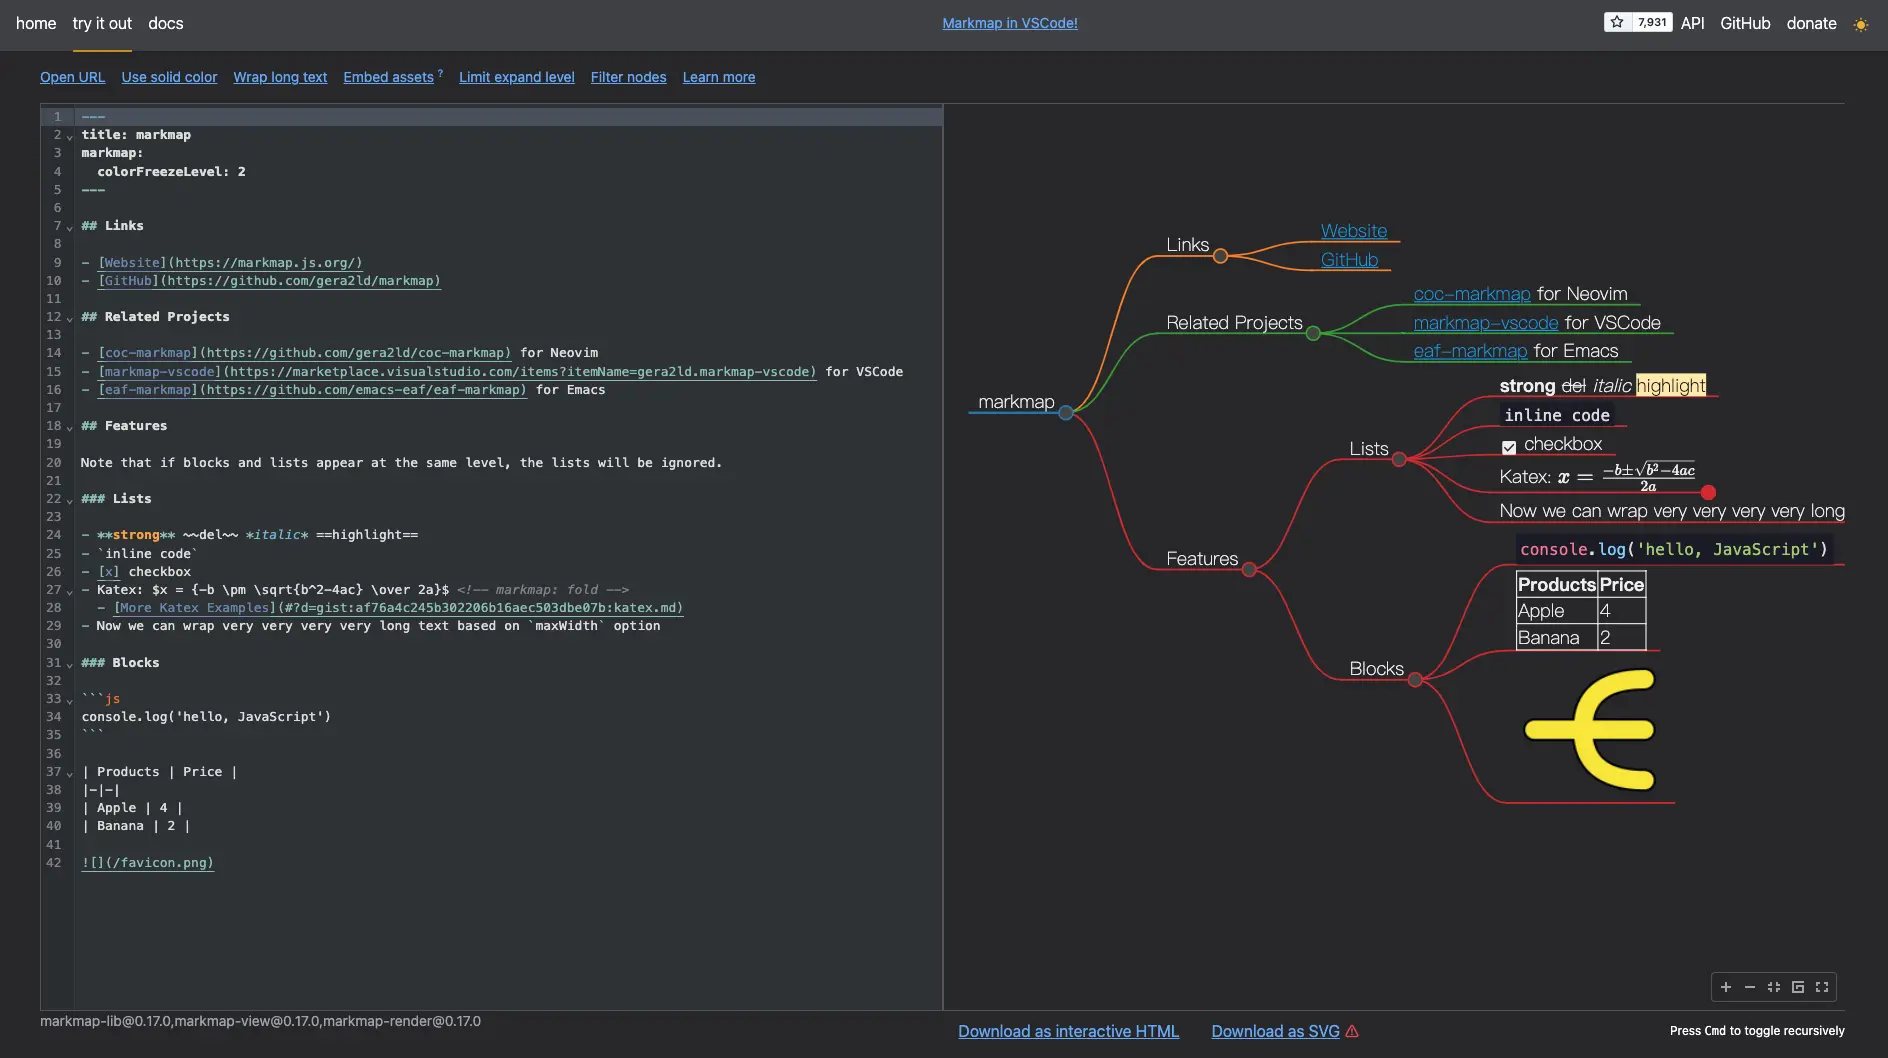 home try it out docs
Markmap in VSCode!
7,931 API GitHub donate
Open URL Use solid color Wrap long text Embed assets ? Limit expand level Filter nodes Learn more
1 ---
2 title: markmap
3 markmap:
4 colorFreezeLevel: 2
5 ---
6
7 ## Links
8
9 - [Website](https://markmap.js.org/)
10 - [GitHub](https://github.com/gera2ld/markmap)
11
12 ## Related Projects
13
14 - [coc-markmap](https://github.com/gera2ld/coc-markmap) for Neovim
15 - [markmap-vscode](https://marketplace.visualstudio.com/items?itemName=gera2ld.markmap-vscode) for VSCode
16 - [eaf-markmap](https://github.com/emacs-eaf/eaf-markmap) for Emacs
17
18 ## Features
19
20 Note that if blocks and lists appear at the same level, the lists will be ignored.
21
22 ### Lists
23
24 - **strong** ~~del~~ *italic* ==highlight==
25 - `inline code`
26 - [x] checkbox
27 - Katex: $x = {-b \pm \sqrt{b^2-4ac} \over 2a}$ <!-- markmap: fold -->
28 - [More Katex Examples](#?d=gist:af76a4c245b302206b16aec503dbe07b:katex.md)
29 - Now we can wrap very very very very long text based on `maxWidth` option
30
31 ### Blocks
32
33 ```js
34 console.log('hello, JavaScript')
35 ```
36
37 | Products | Price |
38 |-|-|
39 | Apple | 4 |
40 | Banana | 2 |
41
42 ![](/favicon.png)
markmap
Links
Website
GitHub
Related Projects
coc-markmap for Neovim
markmap-vscode for VSCode
eaf-markmap for Emacs
Features
Lists
strong del italic highlight
inline code
checkbox
Katex: x = −b±√b²−4ac / 2a
Now we can wrap very very very very long
Blocks
console.log('hello, JavaScript')
Products Price
Apple 4
Banana 2
markmap-lib@0.17.0,markmap-view@0.17.0,markmap-render@0.17.0
Download as interactive HTML Download as SVG
Press Cmd to toggle recursively